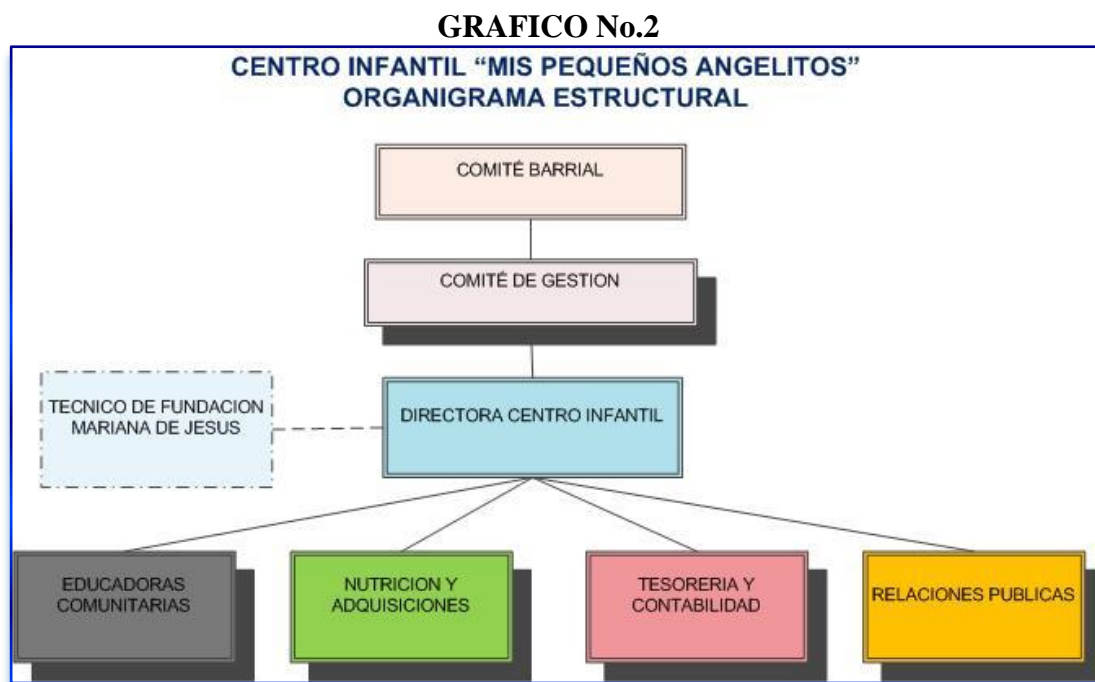 GRAFICO No.2
CENTRO INFANTIL “MIS PEQUEÑOS ANGELITOS”
ORGANIGRAMA ESTRUCTURAL
COMITÉ BARRIAL
COMITÉ DE GESTION
TECNICO DE FUNDACION
MARIANA DE JESUS
DIRECTORA CENTRO INFANTIL
EDUCADORAS
COMUNITARIAS
NUTRICION Y
ADQUISICIONES
TESORERIA Y
CONTABILIDAD
RELACIONES PUBLICAS